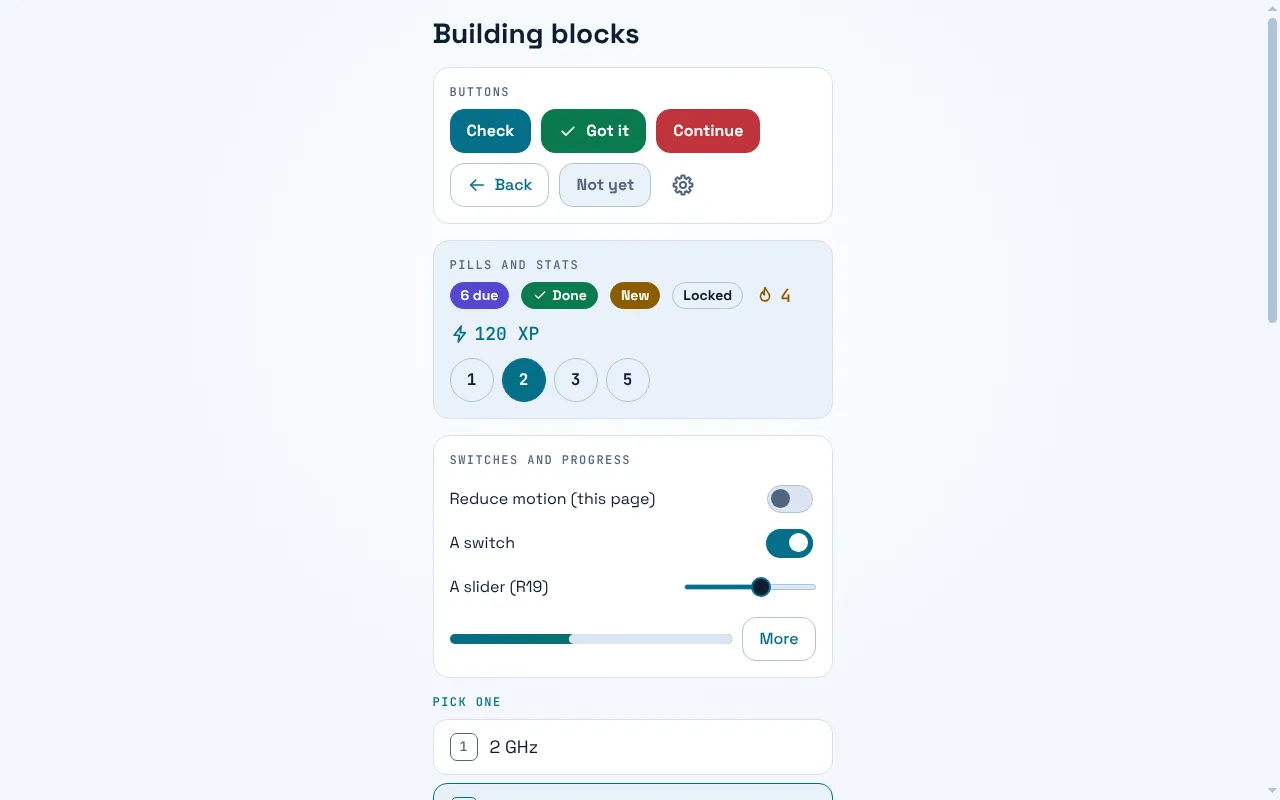 Building blocks
BUTTONS
Check
Got it
Continue
Back
Not yet
PILLS AND STATS
6 due
Done
New
Locked
4
120 XP
1
2
3
5
SWITCHES AND PROGRESS
Reduce motion (this page)
A switch
A slider (R19)
More
PICK ONE
1
2 GHz